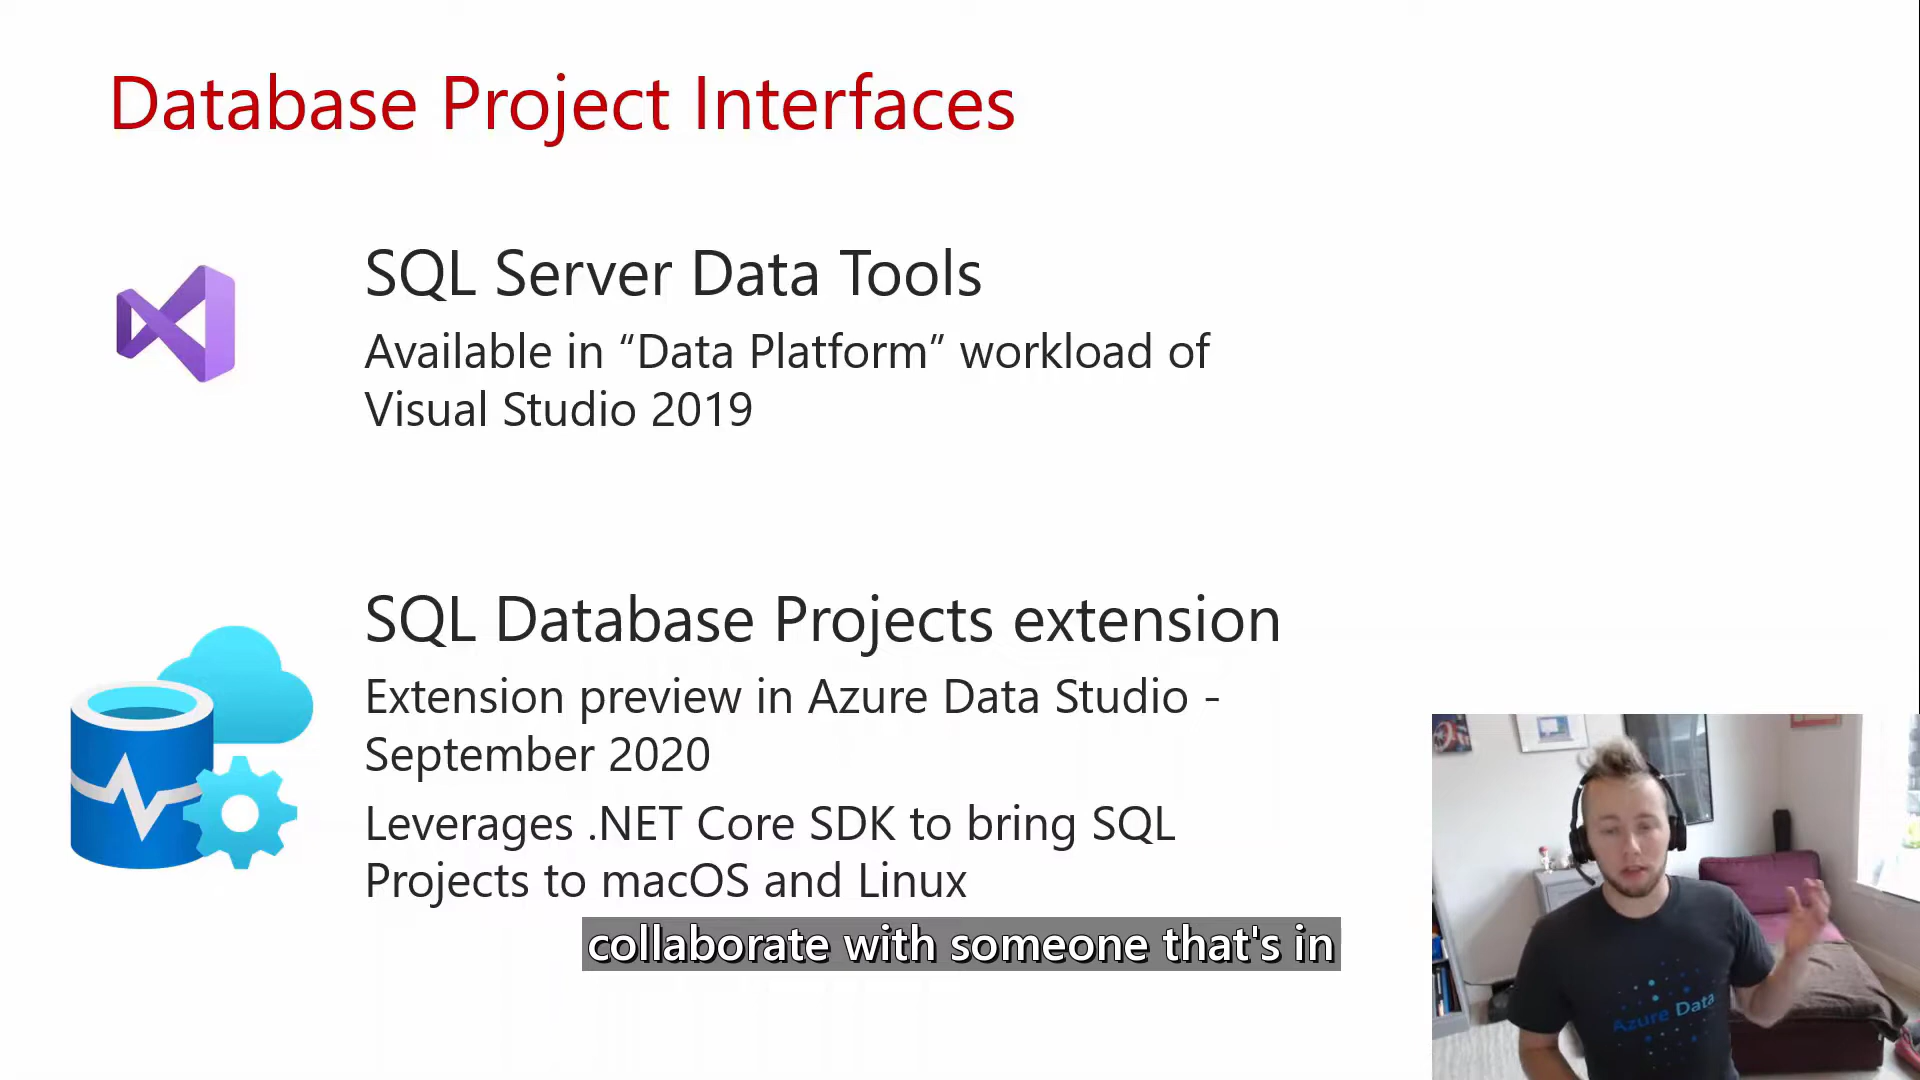 Database Project Interfaces
SQL Server Data Tools
Available in “Data Platform” workload of
Visual Studio 2019
SQL Database Projects extension
Extension preview in Azure Data Studio -
September 2020
Leverages .NET Core SDK to bring SQL
Projects to macOS and Linux
collaborate with someone that's in
Azure Data